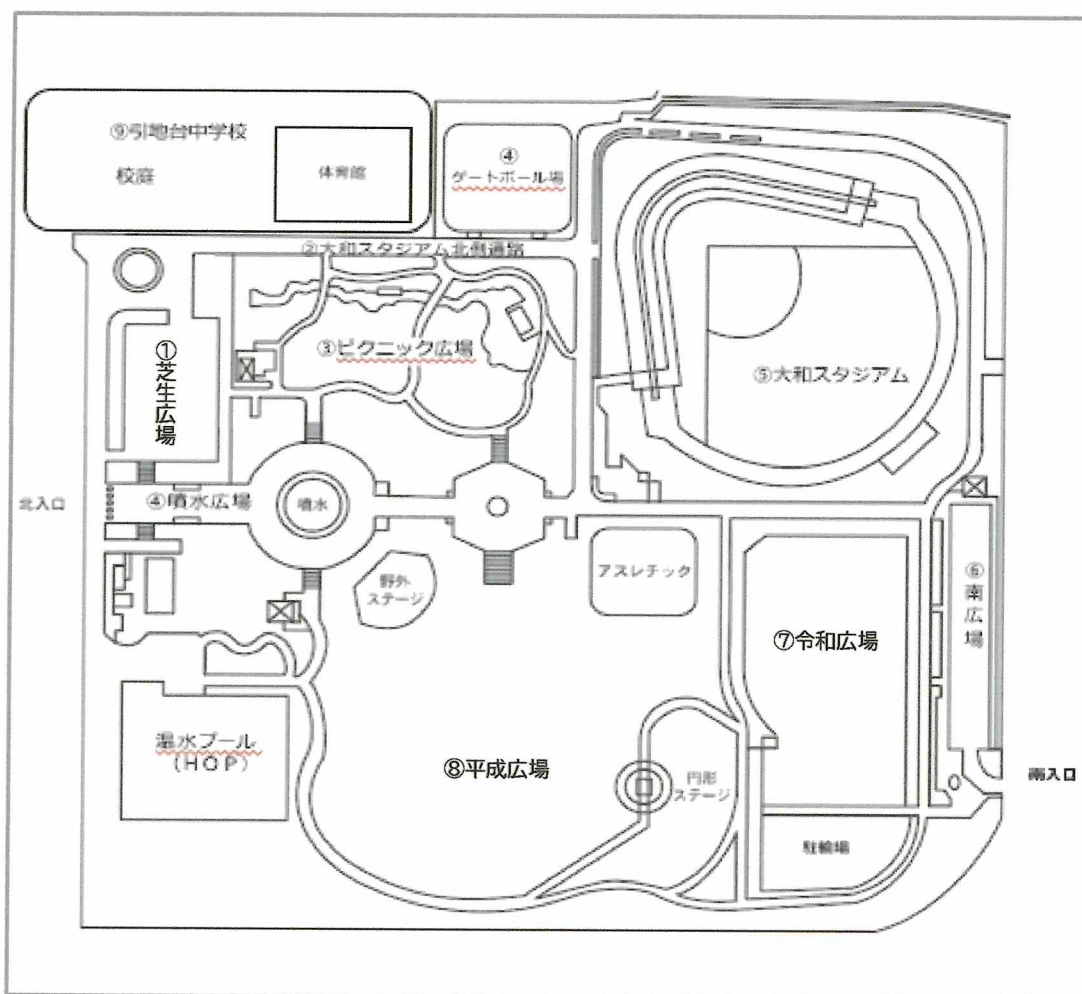 ⑨引地台中学校
校庭
体育館
④
ゲートボール場
②大和スタジアム北側通路
①芝生広場
③ピクニック広場
⑤大和スタジアム
北入口
④噴水広場
噴水
野外
ステージ
アスレチック
⑥南広場
⑦令和広場
温水プール
(HOP)
⑧平成広場
円形
ステージ
南入口
駐輪場